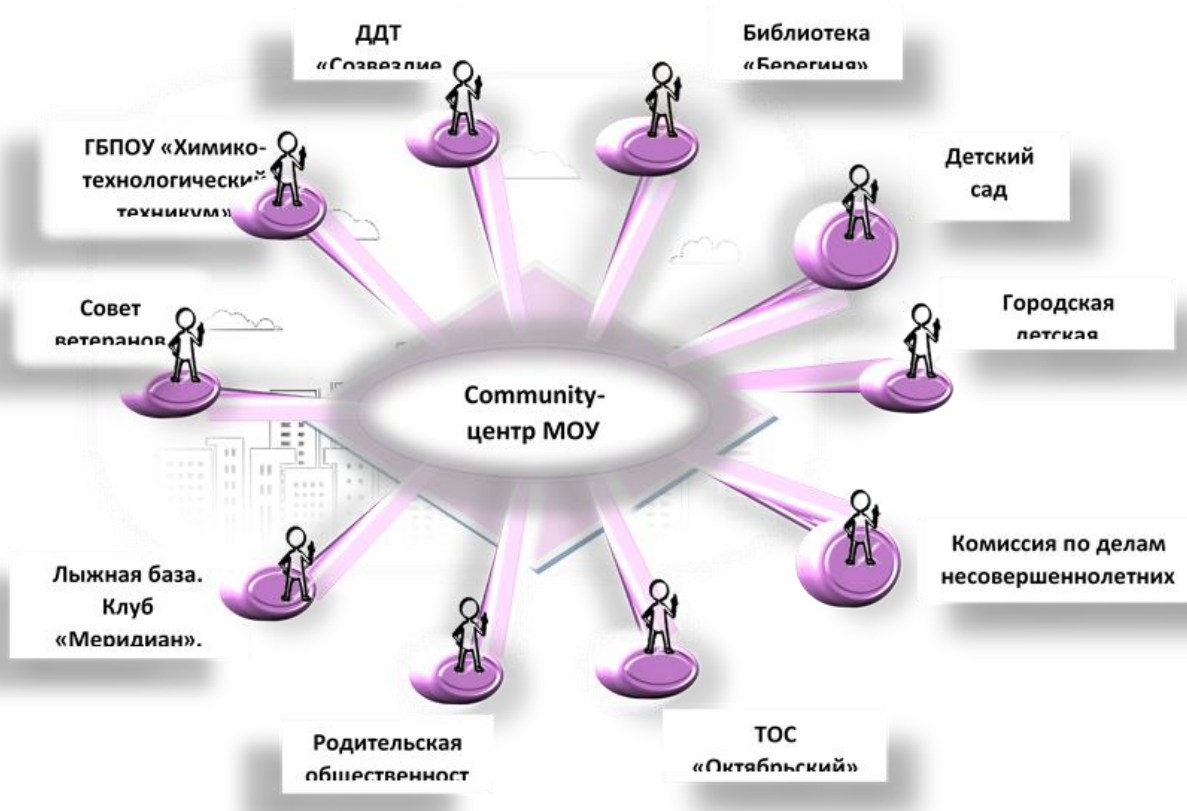 ДДТ
«Созвездие
Библиотека
«Берегиня»
ГБПОУ «Химико-
технологический
техникум»
Детский
сад
Совет
ветеранов
Городская
детская
Community-
центр МОУ
Лыжная база.
Клуб
«Меридиан».
Комиссия по делам
несовершеннолетних
Родительская
общественност
ТОС
«Октябрьский»